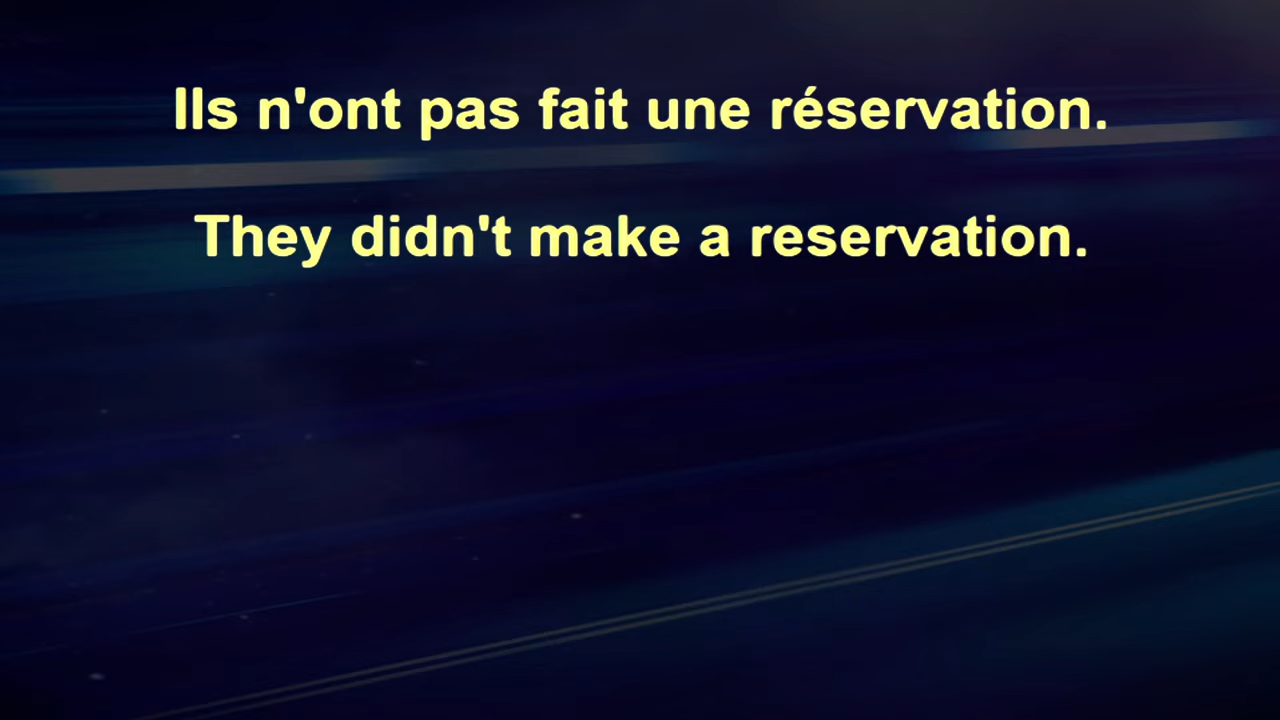 Ils n'ont pas fait une réservation.
They didn't make a reservation.